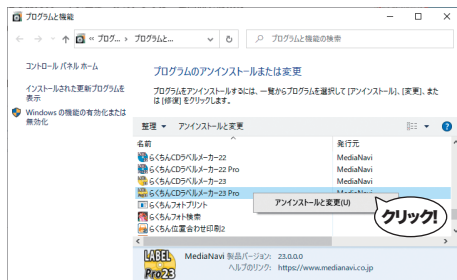 プログラムと機能
« プログ... › プログラムと...
プログラムと機能の検索
コントロール パネル ホーム
インストールされた更新プログラムを
表示
Windows の機能の有効化または
無効化
プログラムのアンインストールまたは変更
プログラムをアンインストールするには、一覧からプログラムを選択して [アンインストール]、[変更]、また
は [修復] をクリックします。
整理 アンインストールと変更
名前 発行元
らくちんCDラベルメーカー22 MediaNavi
らくちんCDラベルメーカー22 Pro MediaNavi
らくちんCDラベルメーカー23 MediaNavi
らくちんCDラベルメーカー23 Pro
アンインストールと変更(U)
クリック!
らくちんフォトプリント
らくちんフォト検索
らくちん位置合わせ印刷2
LABEL
Pro23
MediaNavi 製品バージョン: 23.0.0.0
ヘルプのリンク: https://www.medianavi.co.jp